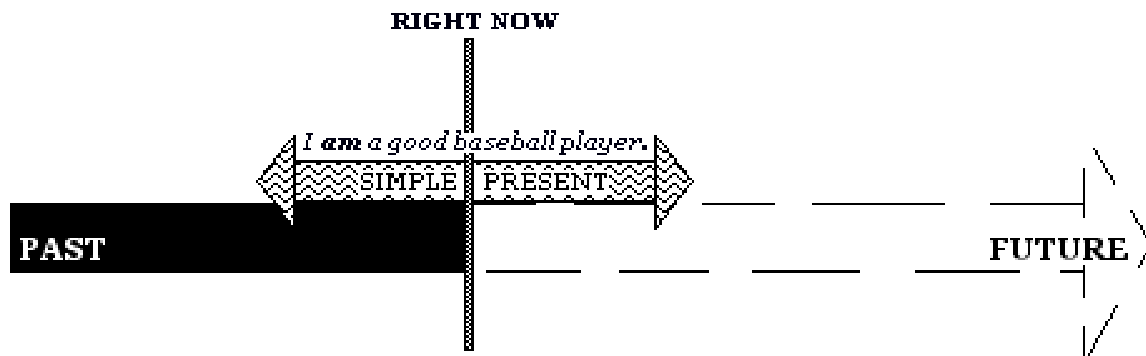 RIGHT NOW
I am a good baseball player.
SIMPLE PRESENT
PAST
FUTURE